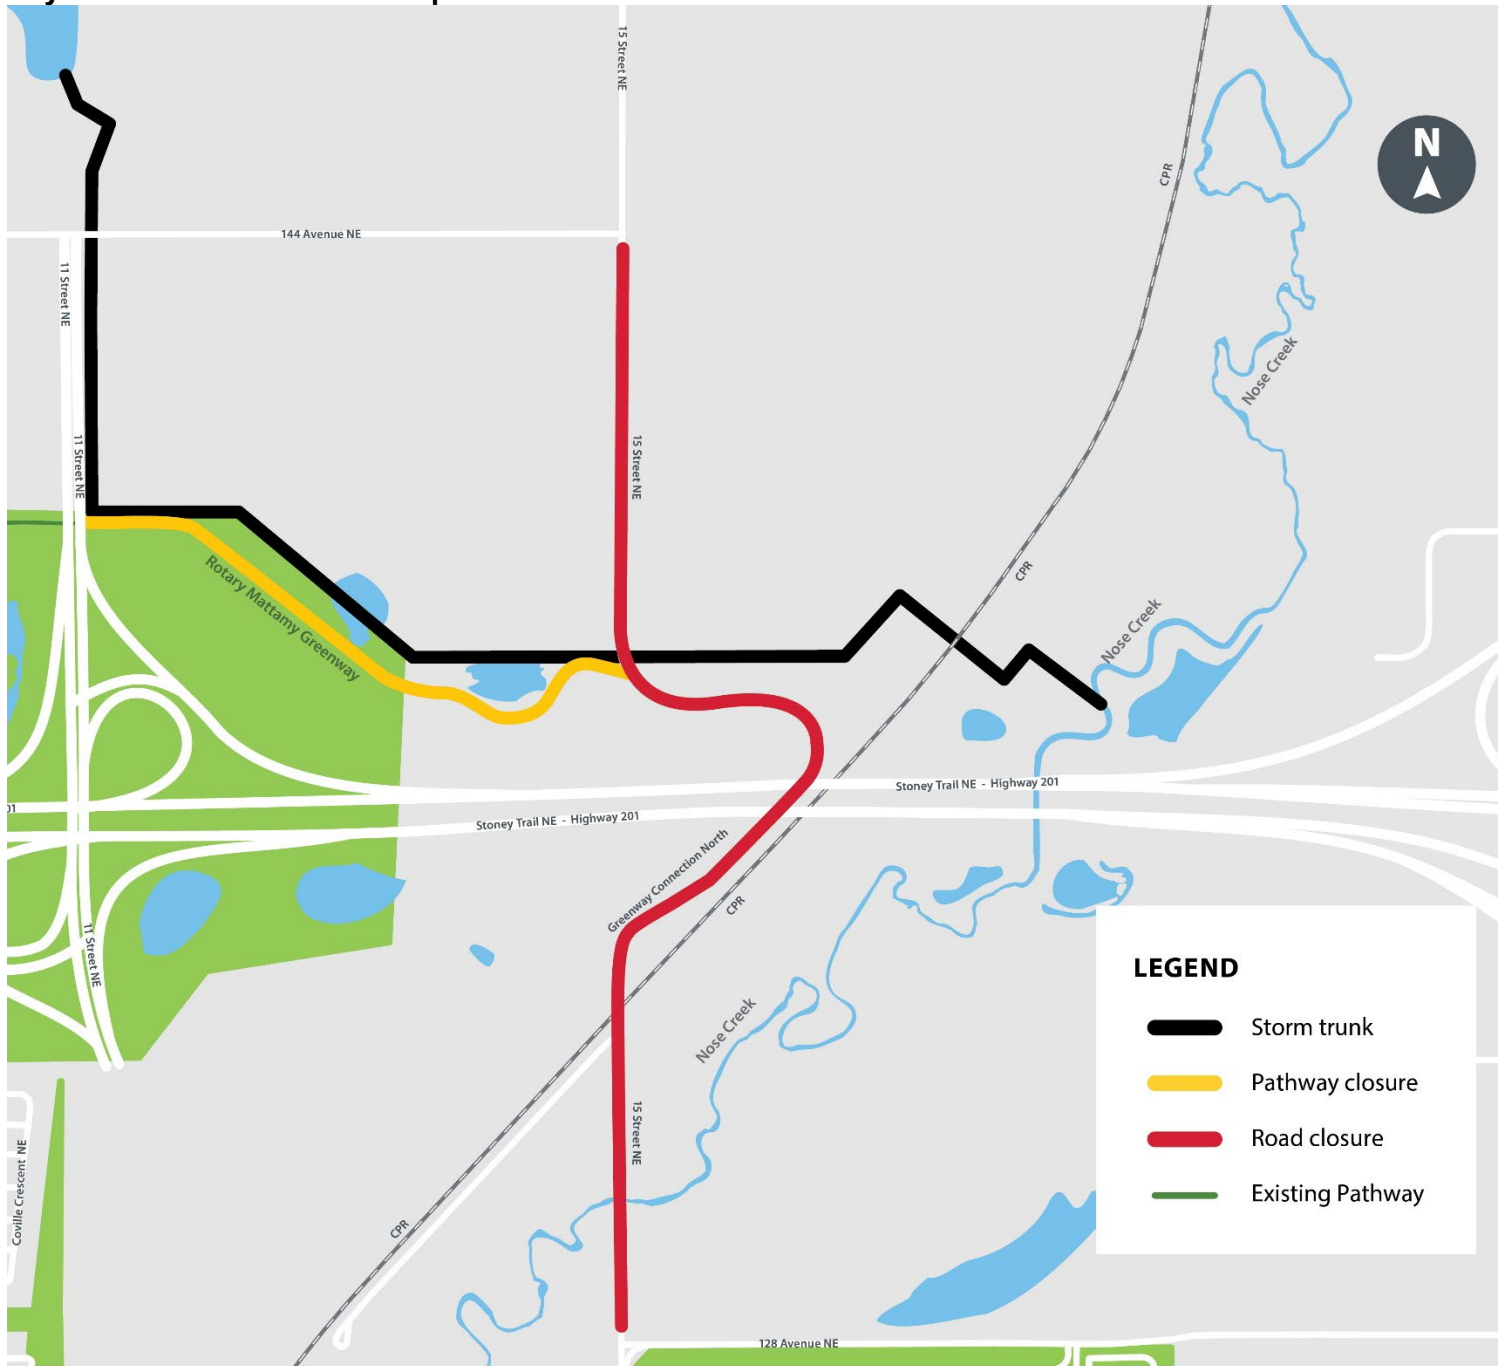 15 Street NE
N
CPR
144 Avenue NE
11 Street NE
Nose Creek
11 Street NE
15 Street NE
Rotary Mattamy Greenway
CPR
Nose Creek
Stoney Trail NE - Highway 201
01
Stoney Trail NE - Highway 201
Greenway Connection North
CPR
11 Street NE
LEGEND
Nose Creek
Storm trunk
Pathway closure
15 Street NE
Road closure
Coville Crescent NE
Existing Pathway
CPR
128 Avenue NE